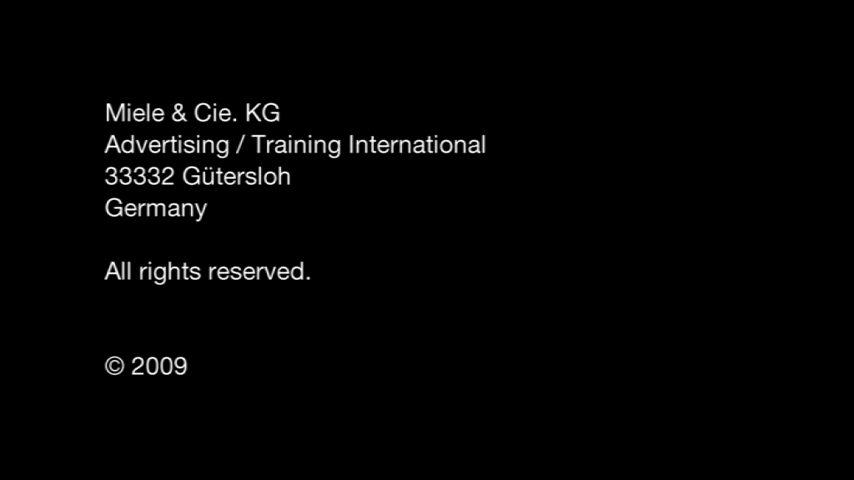 Miele & Cie. KG
Advertising / Training International
33332 Gütersloh
Germany
All rights reserved.
© 2009